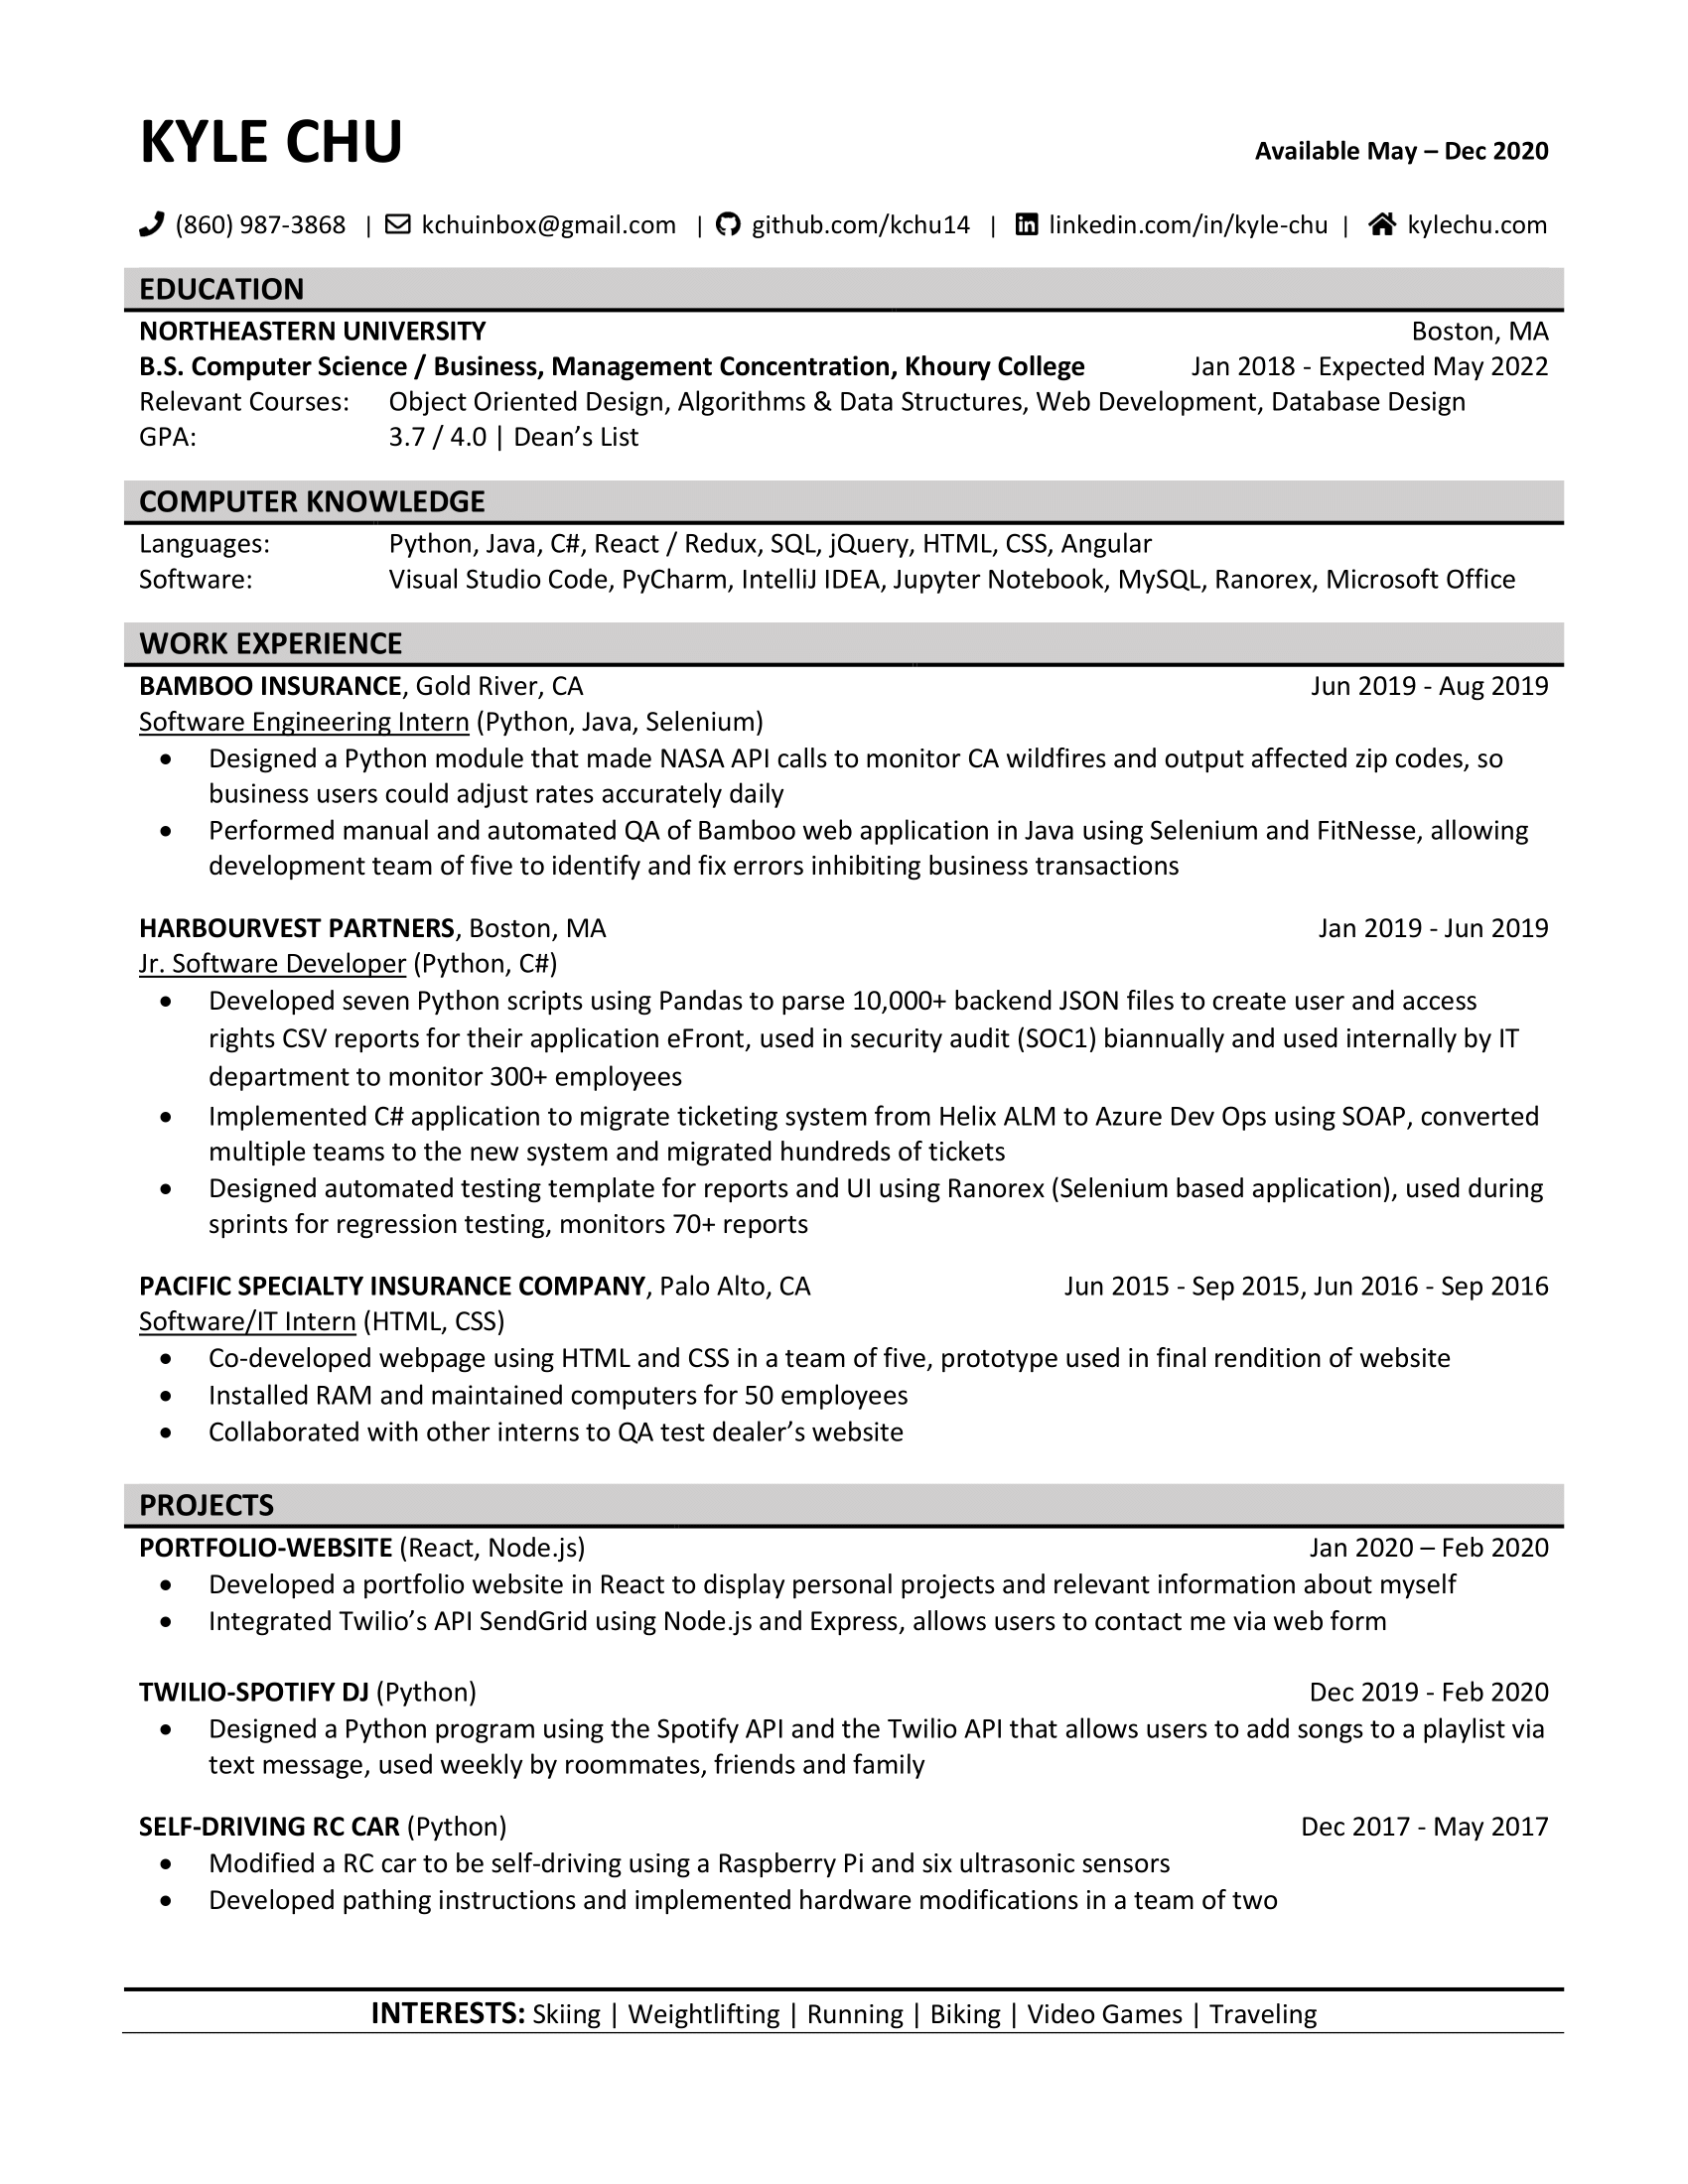 KYLE CHU Available May – Dec 2020
(860) 987-3868 | kchuinbox@gmail.com | github.com/kchu14 | linkedin.com/in/kyle-chu | kylechu.com
EDUCATION
NORTHEASTERN UNIVERSITY Boston, MA
B.S. Computer Science / Business, Management Concentration, Khoury College Jan 2018 - Expected May 2022
Relevant Courses: Object Oriented Design, Algorithms & Data Structures, Web Development, Database Design
GPA: 3.7 / 4.0 | Dean’s List
COMPUTER KNOWLEDGE
Languages: Python, Java, C#, React / Redux, SQL, jQuery, HTML, CSS, Angular
Software: Visual Studio Code, PyCharm, IntelliJ IDEA, Jupyter Notebook, MySQL, Ranorex, Microsoft Office
WORK EXPERIENCE
BAMBOO INSURANCE, Gold River, CA Jun 2019 - Aug 2019
Software Engineering Intern (Python, Java, Selenium)
• Designed a Python module that made NASA API calls to monitor CA wildfires and output affected zip codes, so
business users could adjust rates accurately daily
• Performed manual and automated QA of Bamboo web application in Java using Selenium and FitNesse, allowing
development team of five to identify and fix errors inhibiting business transactions
HARBOURVEST PARTNERS, Boston, MA Jan 2019 - Jun 2019
Jr. Software Developer (Python, C#)
• Developed seven Python scripts using Pandas to parse 10,000+ backend JSON files to create user and access
rights CSV reports for their application eFront, used in security audit (SOC1) biannually and used internally by IT
department to monitor 300+ employees
• Implemented C# application to migrate ticketing system from Helix ALM to Azure Dev Ops using SOAP, converted
multiple teams to the new system and migrated hundreds of tickets
• Designed automated testing template for reports and UI using Ranorex (Selenium based application), used during
sprints for regression testing, monitors 70+ reports
PACIFIC SPECIALTY INSURANCE COMPANY, Palo Alto, CA Jun 2015 - Sep 2015, Jun 2016 - Sep 2016
Software/IT Intern (HTML, CSS)
• Co-developed webpage using HTML and CSS in a team of five, prototype used in final rendition of website
• Installed RAM and maintained computers for 50 employees
• Collaborated with other interns to QA test dealer’s website
PROJECTS
PORTFOLIO-WEBSITE (React, Node.js) Jan 2020 – Feb 2020
• Developed a portfolio website in React to display personal projects and relevant information about myself
• Integrated Twilio’s API SendGrid using Node.js and Express, allows users to contact me via web form
TWILIO-SPOTIFY DJ (Python) Dec 2019 - Feb 2020
• Designed a Python program using the Spotify API and the Twilio API that allows users to add songs to a playlist via
text message, used weekly by roommates, friends and family
SELF-DRIVING RC CAR (Python) Dec 2017 - May 2017
• Modified a RC car to be self-driving using a Raspberry Pi and six ultrasonic sensors
• Developed pathing instructions and implemented hardware modifications in a team of two
INTERESTS: Skiing | Weightlifting | Running | Biking | Video Games | Traveling